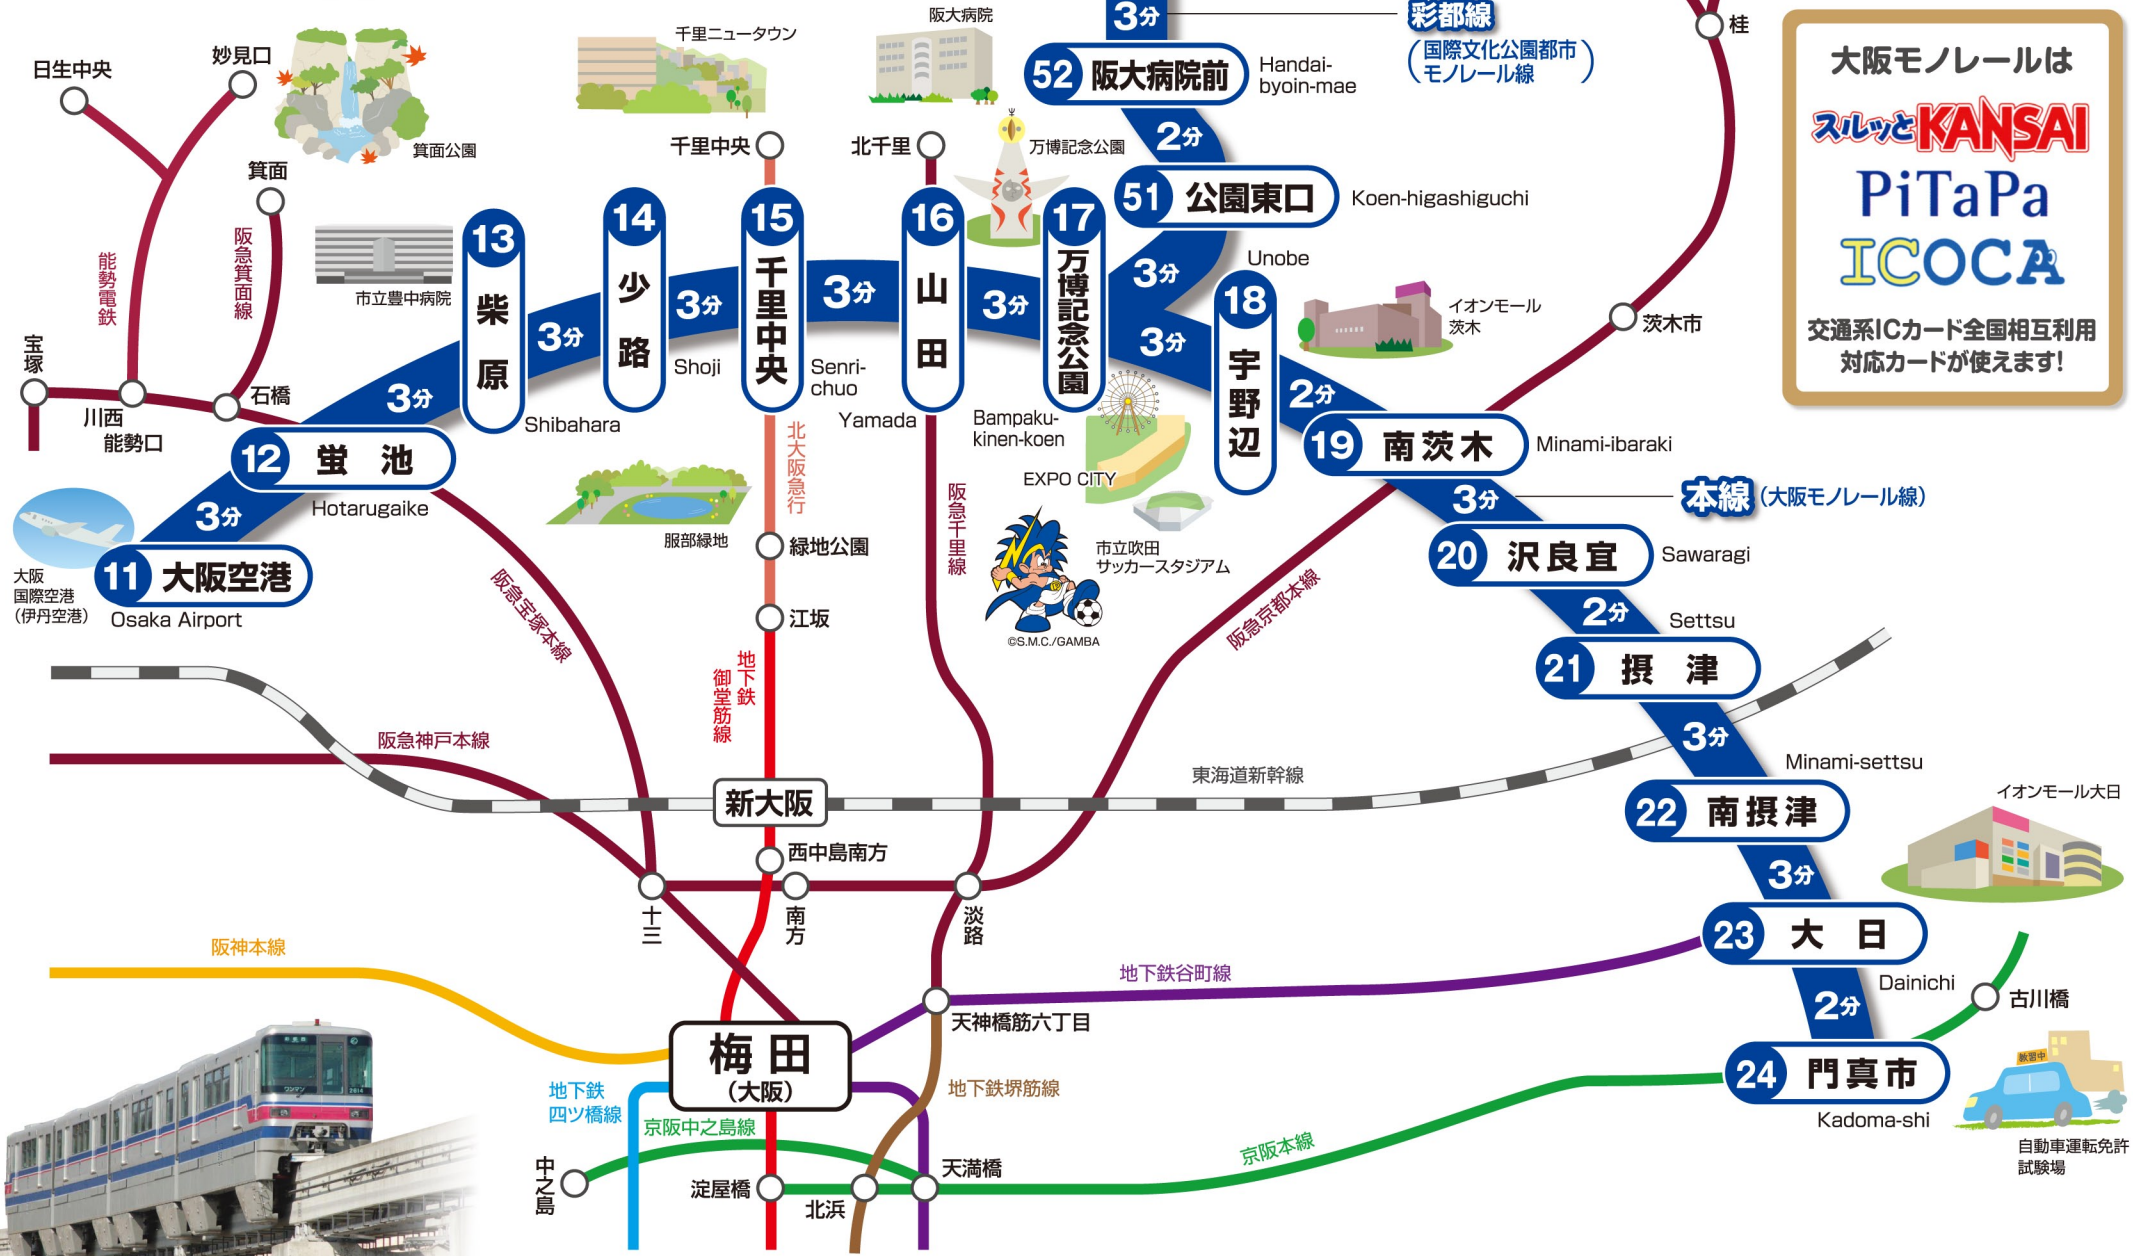 3分
彩都線
(国際文化公園都市
モノレール線)
桂
大阪モノレールは
スルッとKANSAI
PiTaPa
ICOCA
交通系ICカード全国相互利用
対応カードが使えます!
日生中央
妙見口
箕面公園
千里ニュータウン
阪大病院
52 阪大病院前
Handai-
byoin-mae
2分
51 公園東口
Koen-higashiguchi
3分
箕面
阪急箕面線
能勢電鉄
宝塚
川西
能勢口
石橋
市立豊中病院
千里中央
北千里
万博記念公園
13 柴原
Shibahara
3分
14 少路
Shoji
3分
15 千里中央
Senri-
chuo
3分
16 山田
Yamada
3分
17 万博記念公園
Bampaku-
kinen-koen
3分
Unobe
18 宇野辺
イオンモール
茨木
茨木市
2分
19 南茨木
Minami-ibaraki
3分
本線 (大阪モノレール線)
20 沢良宜
Sawaragi
2分
Settsu
21 摂津
3分
Minami-settsu
22 南摂津
イオンモール大日
3分
23 大日
Dainichi
2分
古川橋
24 門真市
Kadoma-shi
教習中
自動車運転免許
試験場
3分
12 蛍池
Hotarugaike
3分
11 大阪空港
Osaka Airport
大阪
国際空港
(伊丹空港)
服部緑地
北大阪急行
緑地公園
江坂
阪急千里線
EXPO CITY
市立吹田
サッカースタジアム
©S.M.C./GAMBA
阪急宝塚本線
阪急京都本線
地下鉄
御堂筋線
阪急神戸本線
東海道新幹線
新大阪
西中島南方
十三
南方
淡路
阪神本線
地下鉄谷町線
天神橋筋六丁目
梅田
(大阪)
地下鉄
四ツ橋線
地下鉄堺筋線
京阪中之島線
京阪本線
中之島
淀屋橋
北浜
天満橋
ワンマン